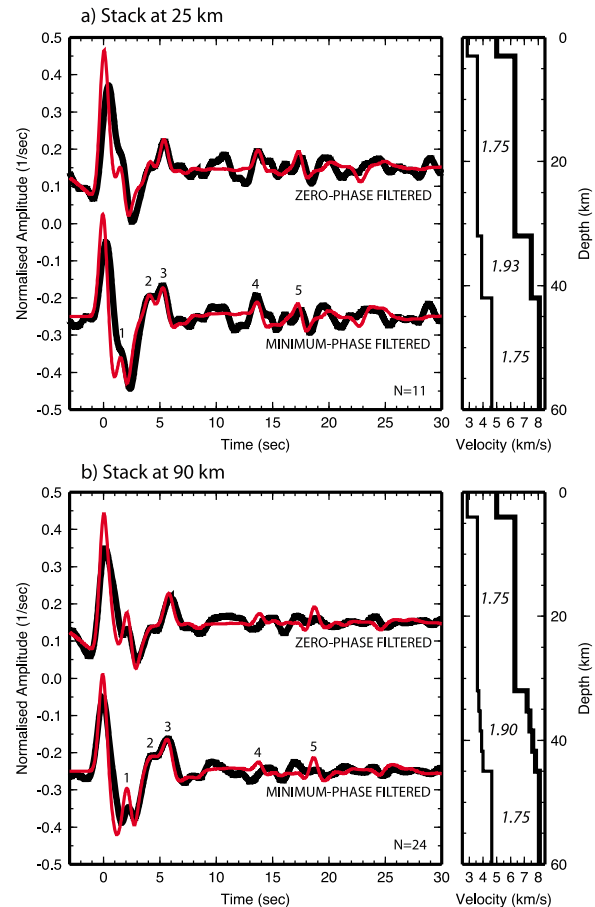 a) Stack at 25 km
Normalised Amplitude (1/sec)
0.5
0.4
0.3
0.2
0.1
0.0
-0.1
-0.2
-0.3
-0.4
-0.5
ZERO-PHASE FILTERED
1
2
3
4
5
MINIMUM-PHASE FILTERED
N=11
0 5 10 15 20 25 30
Time (sec)
1.75
1.93
1.75
0
20
40
60
Depth (km)
3 4 5 6 7 8
Velocity (km/s)
b) Stack at 90 km
Normalised Amplitude (1/sec)
0.5
0.4
0.3
0.2
0.1
0.0
-0.1
-0.2
-0.3
-0.4
-0.5
ZERO-PHASE FILTERED
1
2
3
4
5
MINIMUM-PHASE FILTERED
N=24
0 5 10 15 20 25 30
Time (sec)
1.75
1.90
1.75
0
20
40
60
Depth (km)
3 4 5 6 7 8
Velocity (km/s)